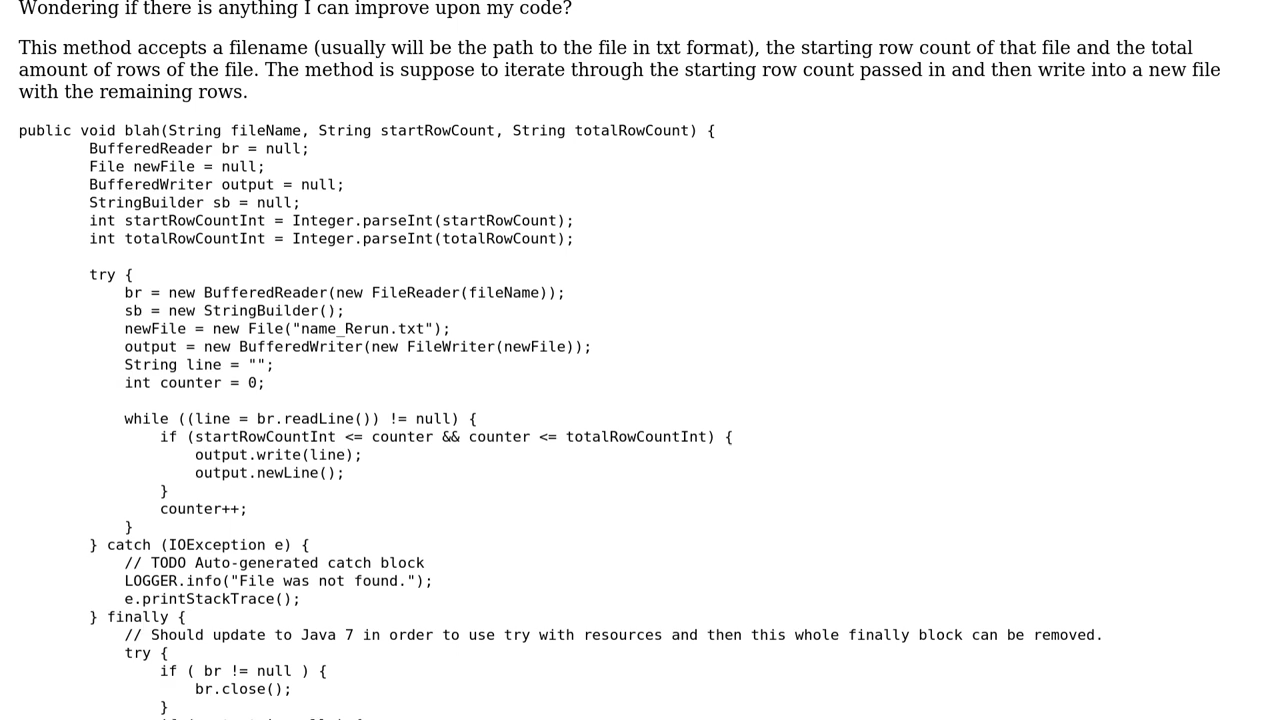 Wondering if there is anything I can improve upon my code?
This method accepts a filename (usually will be the path to the file in txt format), the starting row count of that file and the total
amount of rows of the file. The method is suppose to iterate through the starting row count passed in and then write into a new file
with the remaining rows.
public void blah(String fileName, String startRowCount, String totalRowCount) {
        BufferedReader br = null;
        File newFile = null;
        BufferedWriter output = null;
        StringBuilder sb = null;
        int startRowCountInt = Integer.parseInt(startRowCount);
        int totalRowCountInt = Integer.parseInt(totalRowCount);

        try {
            br = new BufferedReader(new FileReader(fileName));
            sb = new StringBuilder();
            newFile = new File("name_Rerun.txt");
            output = new BufferedWriter(new FileWriter(newFile));
            String line = "";
            int counter = 0;

            while ((line = br.readLine()) != null) {
                if (startRowCountInt <= counter && counter <= totalRowCountInt) {
                    output.write(line);
                    output.newLine();
                }
                counter++;
            }
        } catch (IOException e) {
            // TODO Auto-generated catch block
            LOGGER.info("File was not found.");
            e.printStackTrace();
        } finally {
            // Should update to Java 7 in order to use try with resources and then this whole finally block can be removed.
            try {
                if ( br != null ) {
                    br.close();
                }